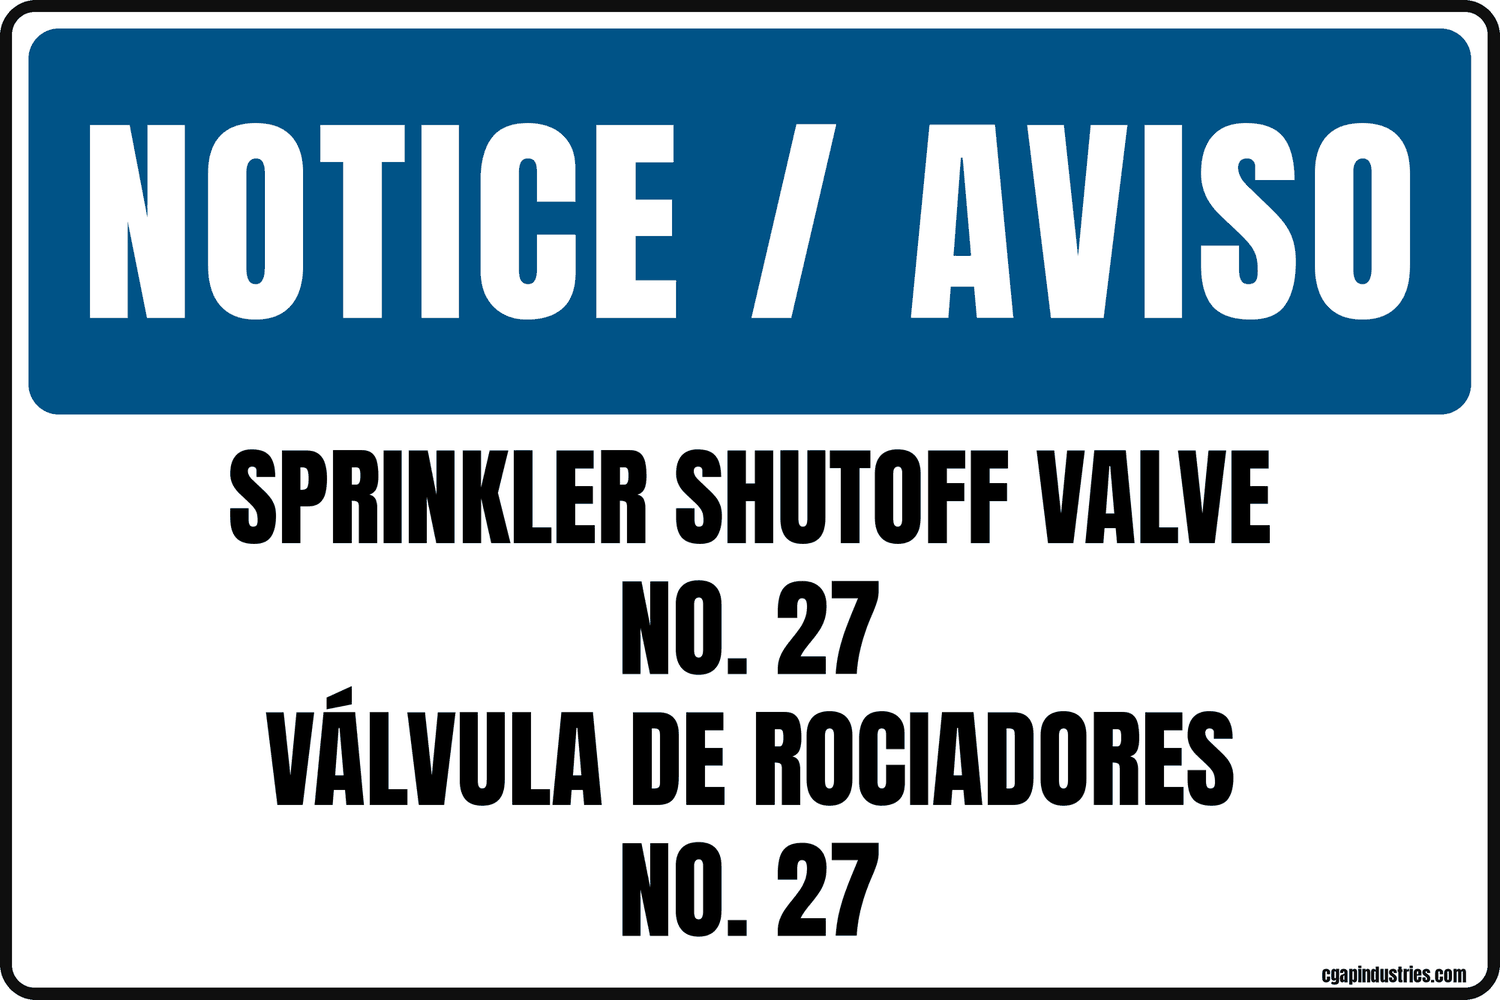 NOTICE / AVISO
SPRINKLER SHUTOFF VALVE
NO. 27
VÁLVULA DE ROCIADORES
NO. 27
cgapindustries.com